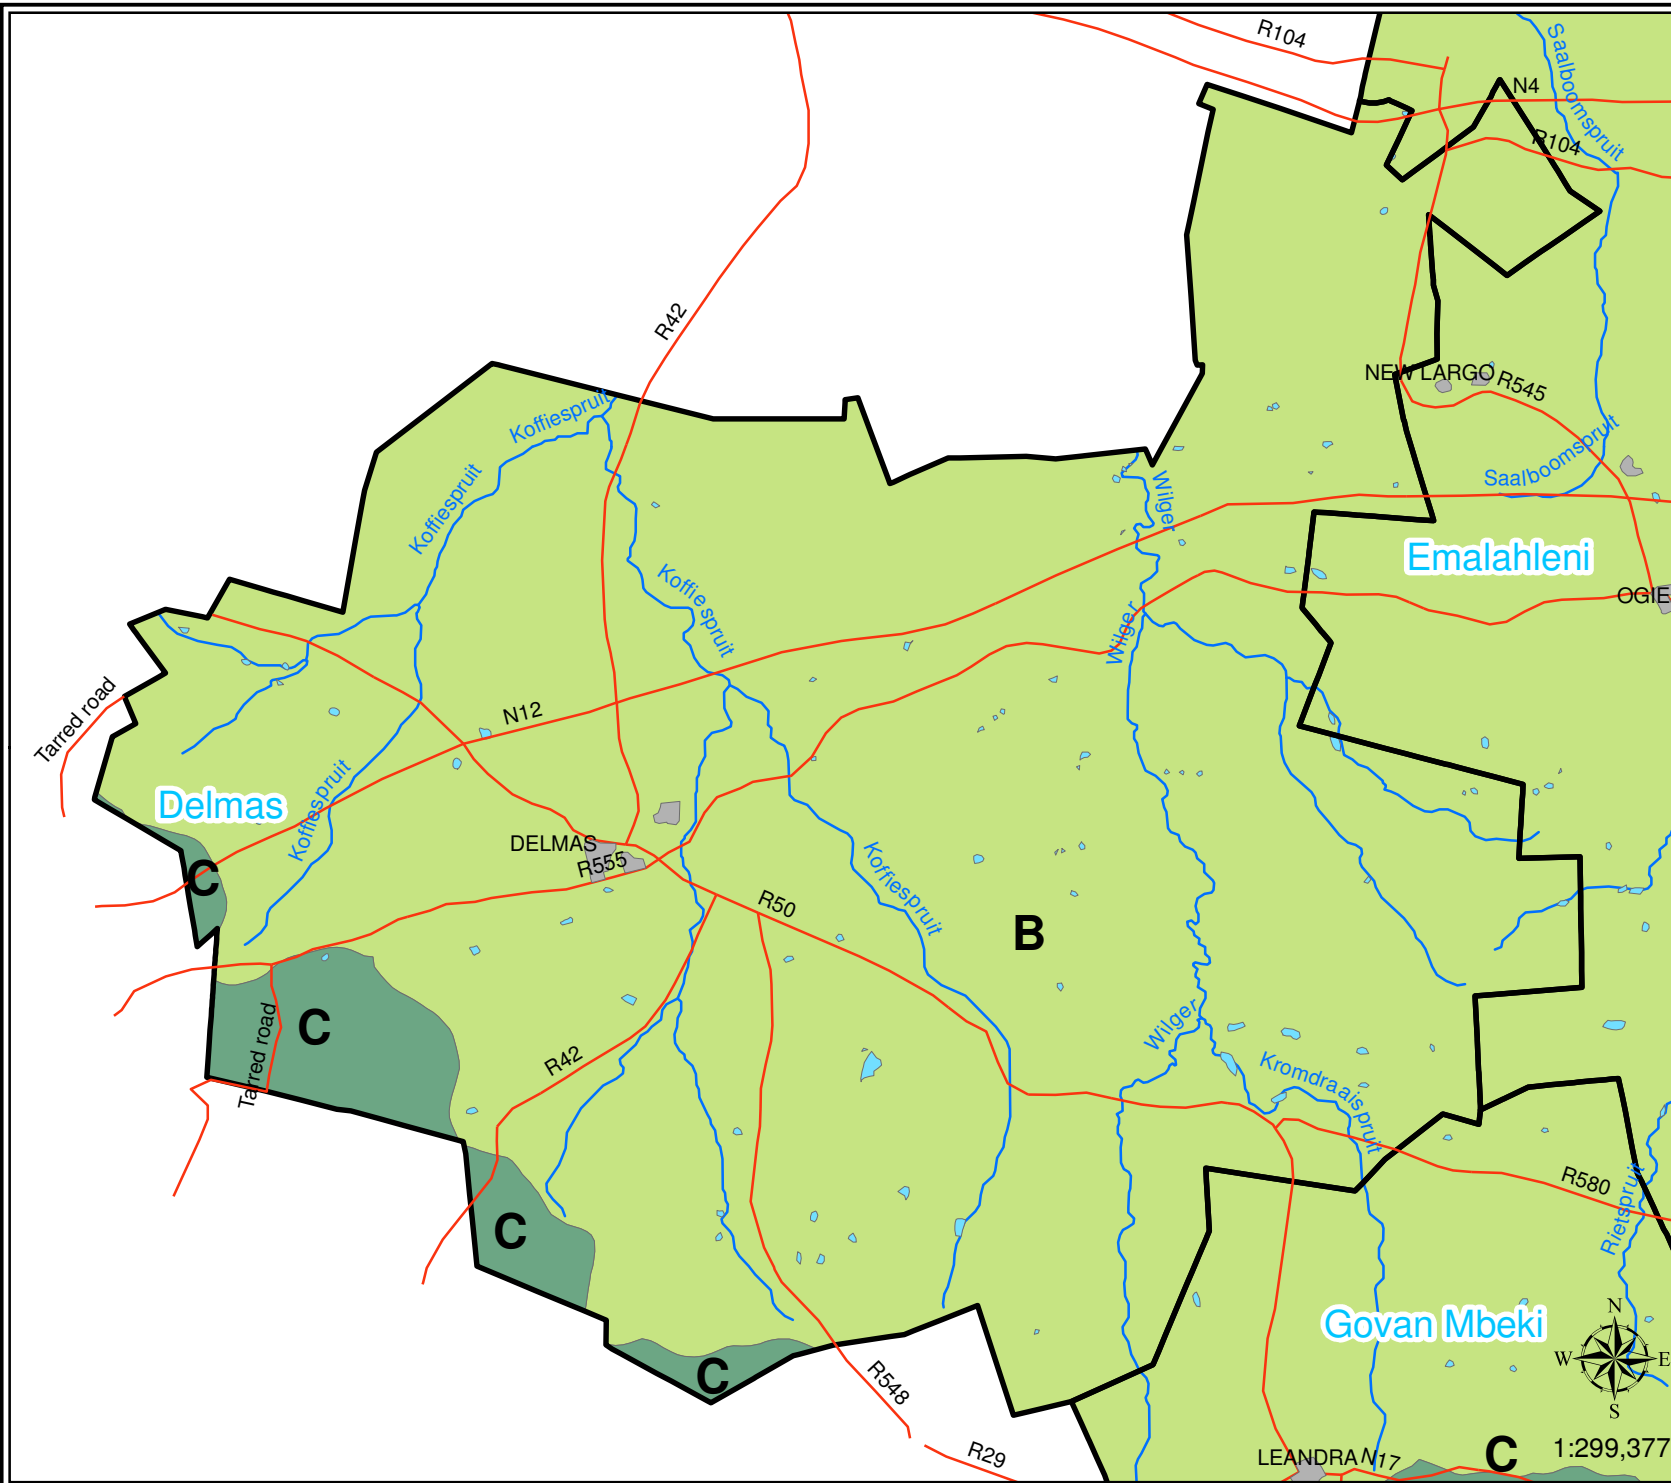 R104
Saalboomspruit
N4
R104
R42
NEW LARGO
R545
Koffiespruit
Saalboomspruit
Koffiespruit
Wilger
Emalahleni
Koffiespruit
OGIE
Wilger
Tarred road
N12
Delmas
Koffiespruit
DELMAS
R555
C
Koffiespruit
R50
B
C
Tarred road
Wilger
R42
Kromdraaispruit
R580
Rietspruit
C
Govan Mbeki
N
W
E
S
C
R548
R29
LEANDRA
N17
C
1:299,377